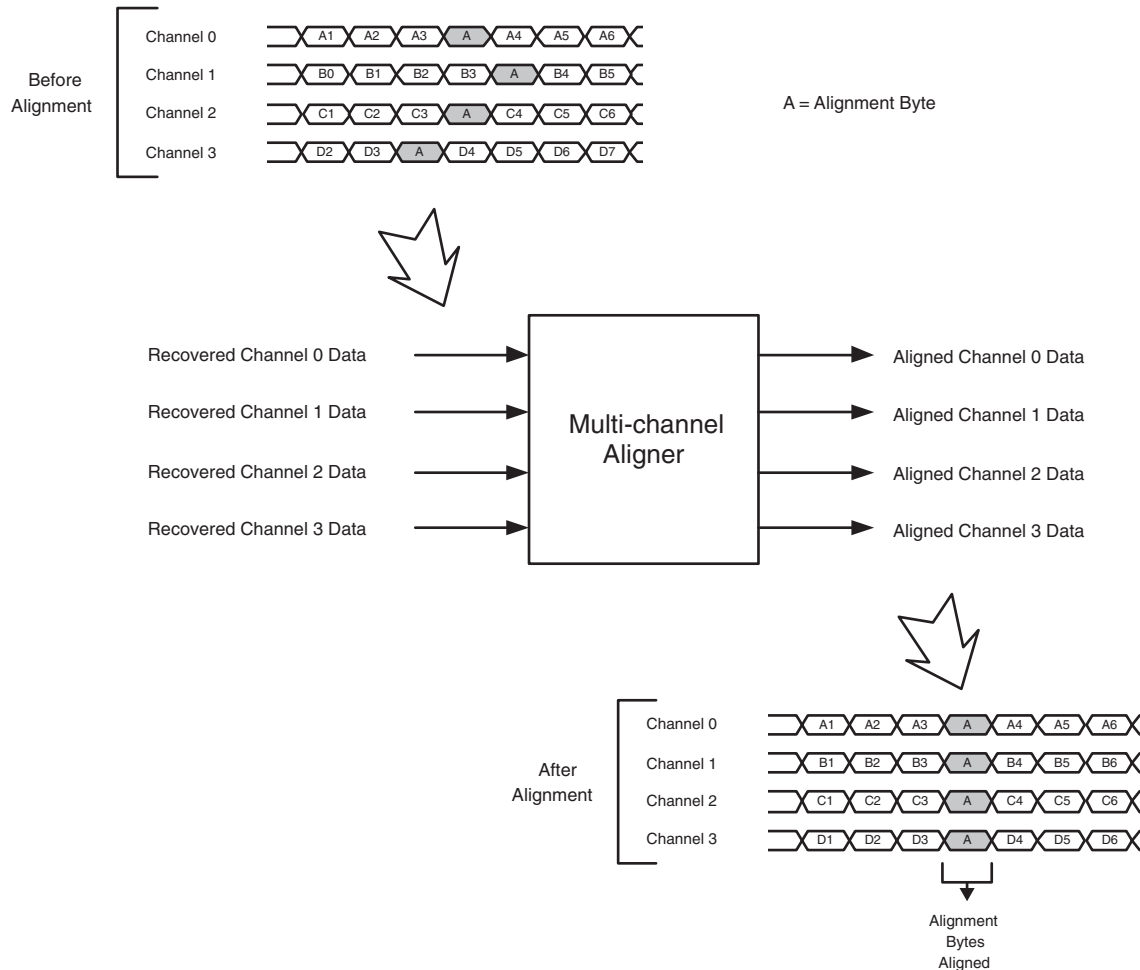 Before
Alignment
Channel 0 A1 A2 A3 A A4 A5 A6
Channel 1 B0 B1 B2 B3 A B4 B5
Channel 2 C1 C2 C3 A C4 C5 C6
Channel 3 D2 D3 A D4 D5 D6 D7
A = Alignment Byte
Recovered Channel 0 Data
Recovered Channel 1 Data
Recovered Channel 2 Data
Recovered Channel 3 Data
Multi-channel
Aligner
Aligned Channel 0 Data
Aligned Channel 1 Data
Aligned Channel 2 Data
Aligned Channel 3 Data
After
Alignment
Channel 0 A1 A2 A3 A A4 A5 A6
Channel 1 B1 B2 B3 A B4 B5 B6
Channel 2 C1 C2 C3 A C4 C5 C6
Channel 3 D1 D2 D3 A D4 D5 D6
Alignment
Bytes
Aligned